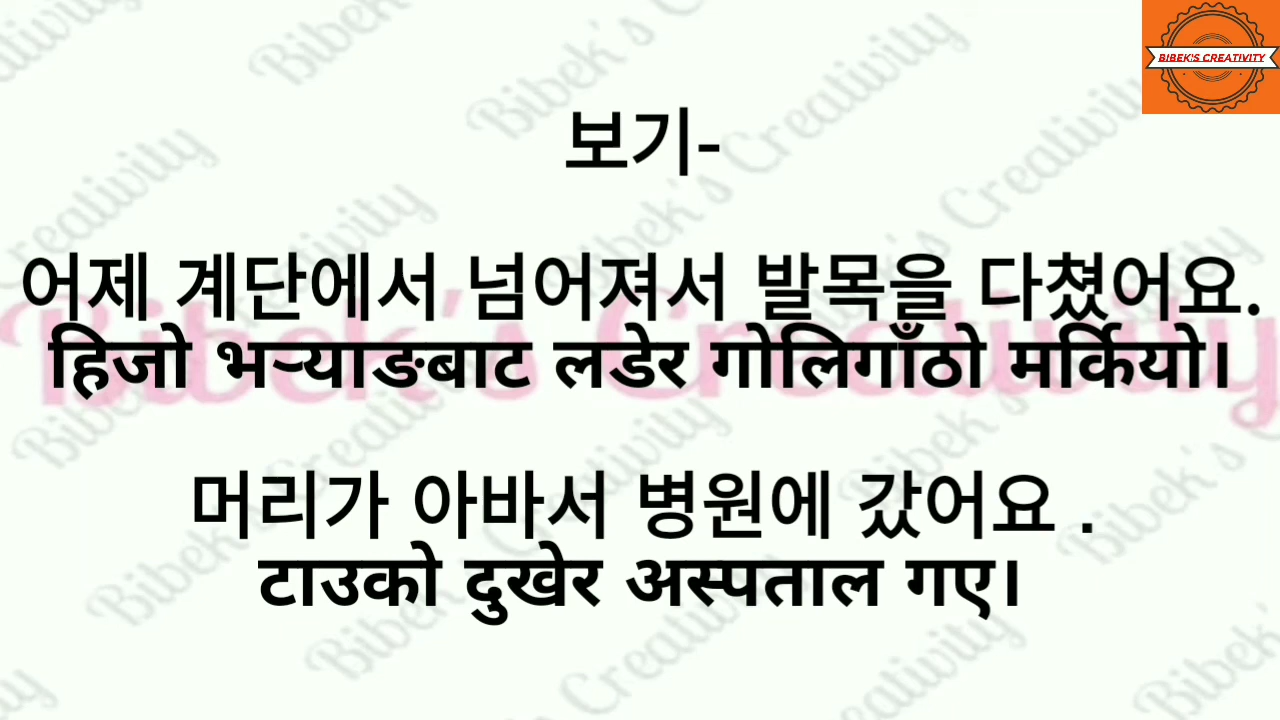 BIBEK'S CREATIVITY
보기-
어제 계단에서 넘어져서 발목을 다쳤어요.
हिजो भऱ्याङबाट लडेर गोलिगाँठो मर्कियो।
머리가 아바서 병원에 갔어요 .
टाउको दुखेर अस्पताल गए।
Bibek's Creativity